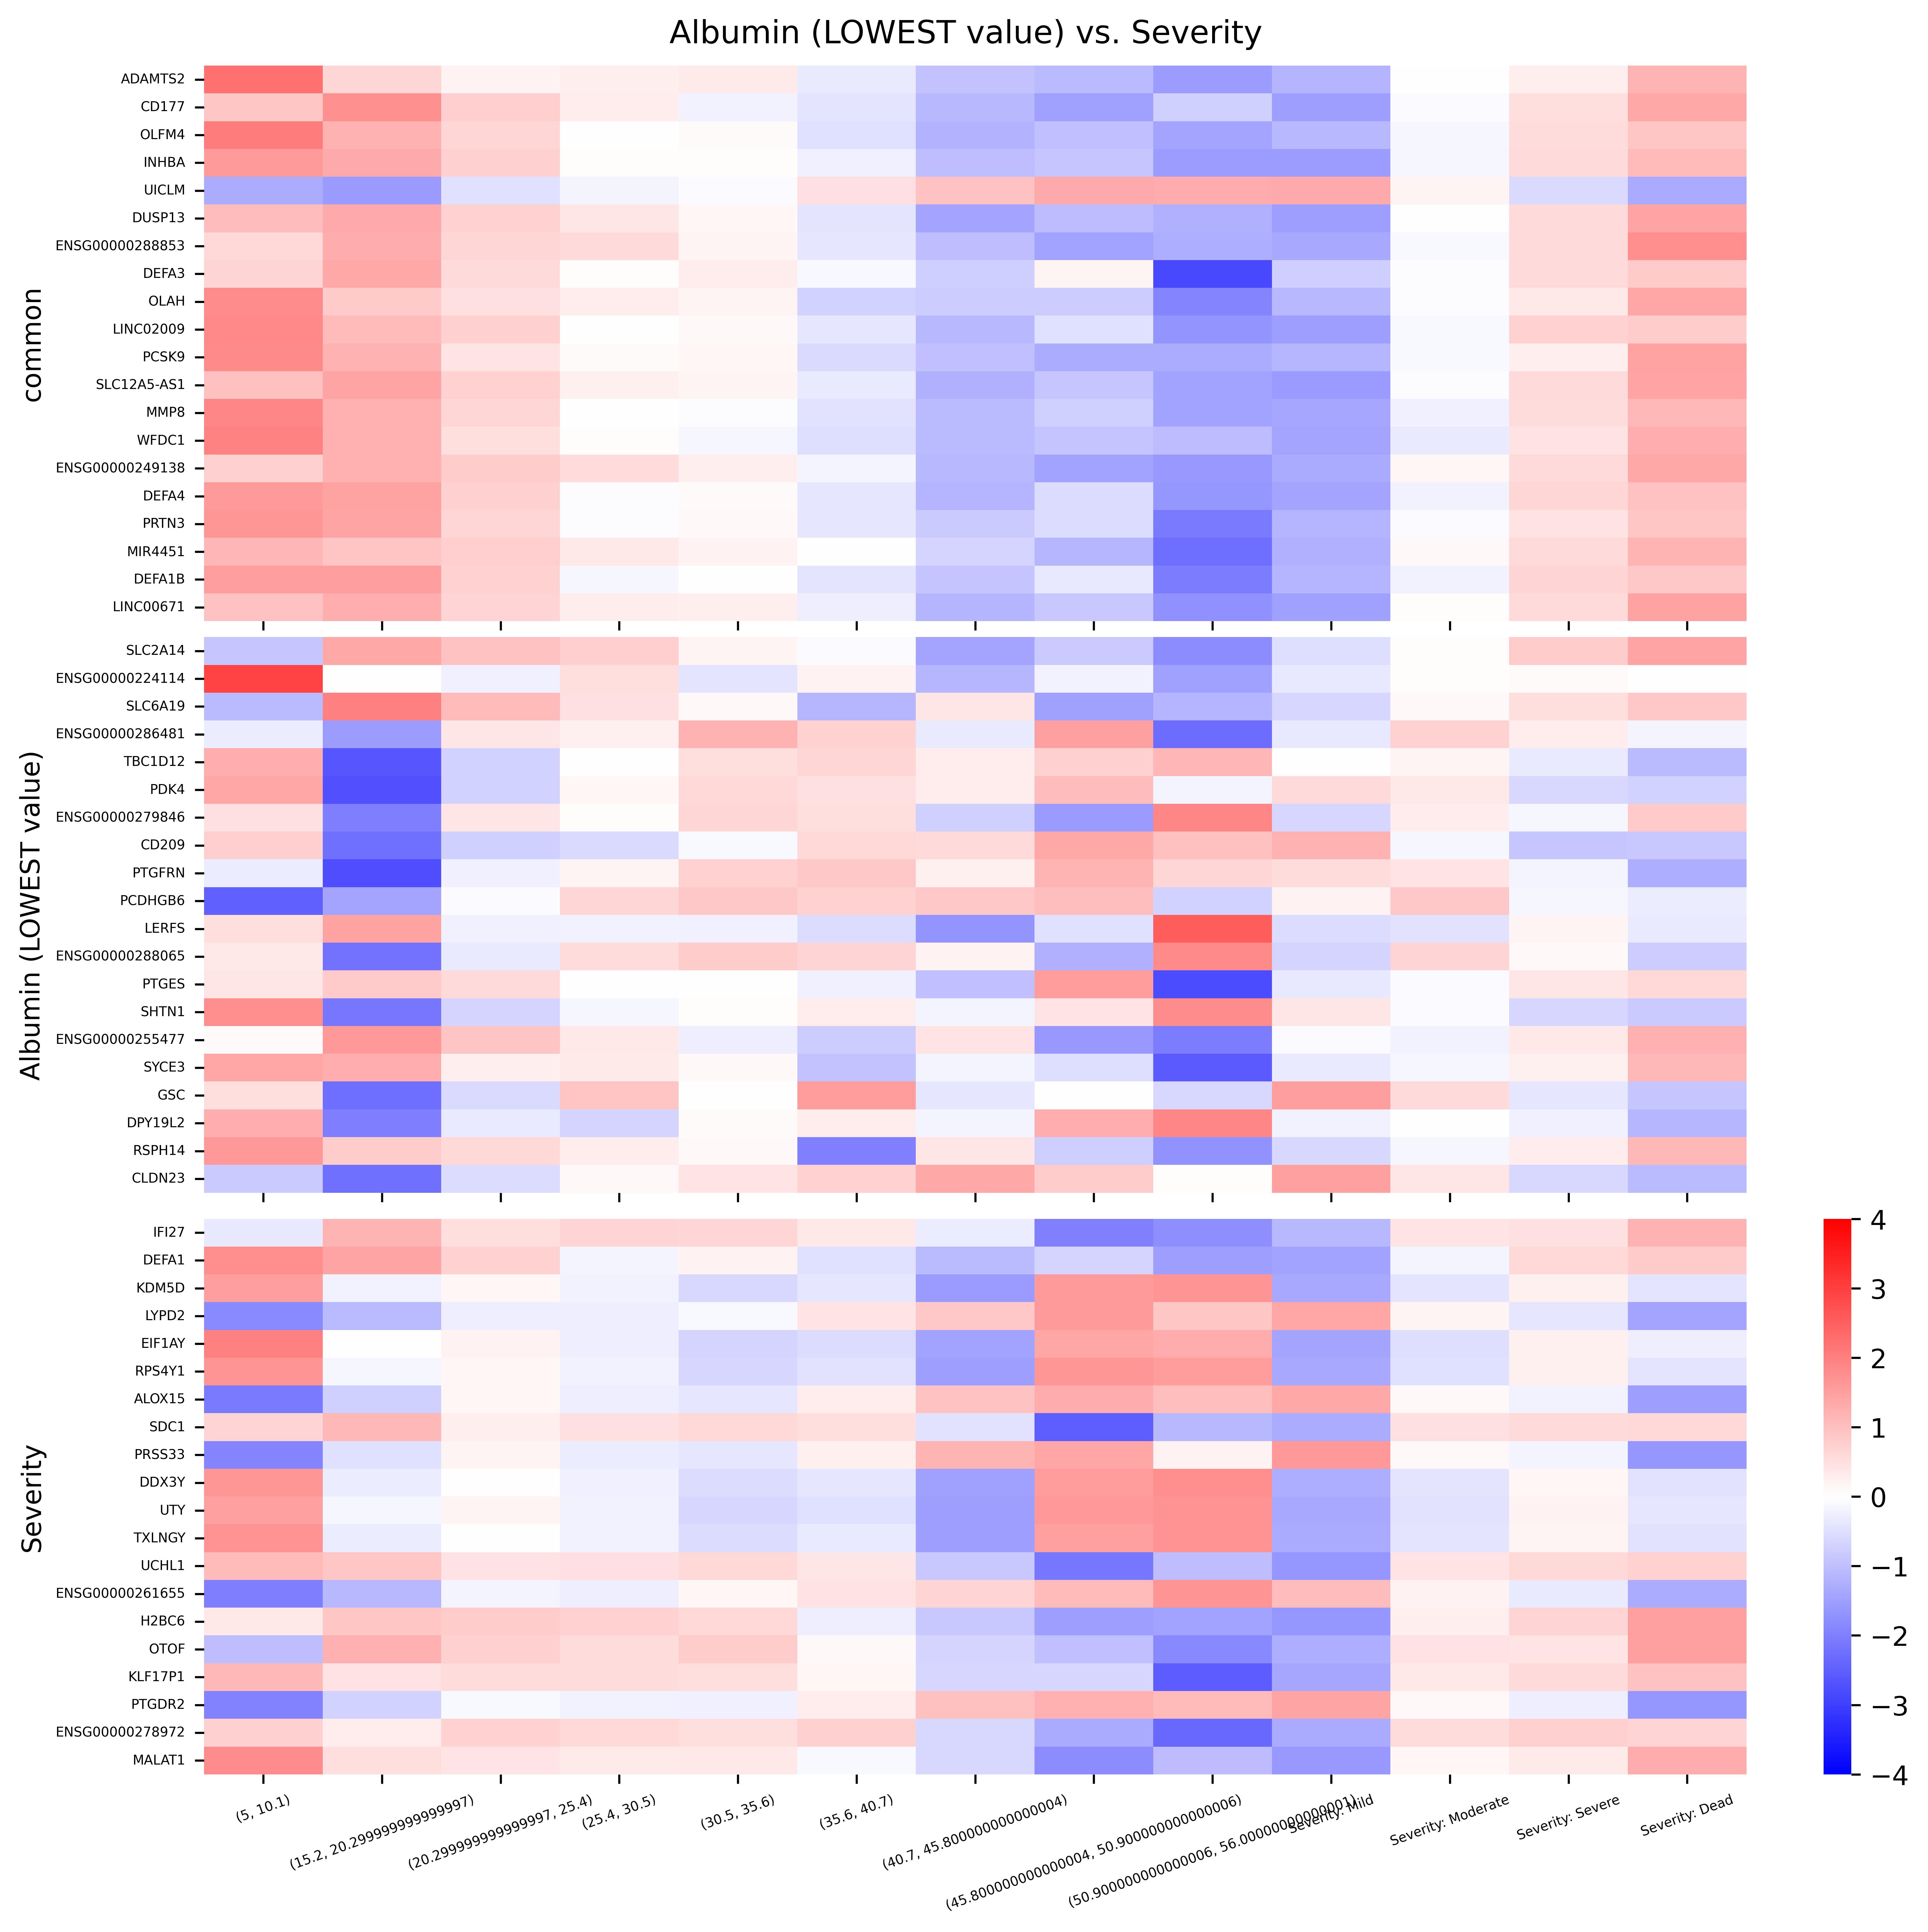 Albumin (LOWEST value) vs. Severity
common
ADAMTS2
CD177
OLFM4
INHBA
UICLM
DUSP13
ENSG00000288853
DEFA3
OLAH
LINC02009
PCSK9
SLC12A5-AS1
MMP8
WFDC1
ENSG00000249138
DEFA4
PRTN3
MIR4451
DEFA1B
LINC00671
Albumin (LOWEST value)
SLC2A14
ENSG00000224114
SLC6A19
ENSG00000286481
TBC1D12
PDK4
ENSG00000279846
CD209
PTGFRN
PCDHGB6
LERFS
ENSG00000288065
PTGES
SHTN1
ENSG00000255477
SYCE3
GSC
DPY19L2
RSPH14
CLDN23
Severity
IFI27
DEFA1
KDM5D
LYPD2
EIF1AY
RPS4Y1
ALOX15
SDC1
PRSS33
DDX3Y
UTY
TXLNGY
UCHL1
ENSG00000261655
H2BC6
OTOF
KLF17P1
PTGDR2
ENSG00000278972
MALAT1
4
3
2
1
0
−1
−2
−3
−4
(5, 10.1)
(15.2, 20.299999999999997)
(20.299999999999997, 25.4)
(25.4, 30.5)
(30.5, 35.6)
(35.6, 40.7)
(40.7, 45.800000000000004)
(45.800000000000004, 50.900000000000006)
(50.900000000000006, 56.00000000000001)
Severity: Mild
Severity: Moderate
Severity: Severe
Severity: Dead